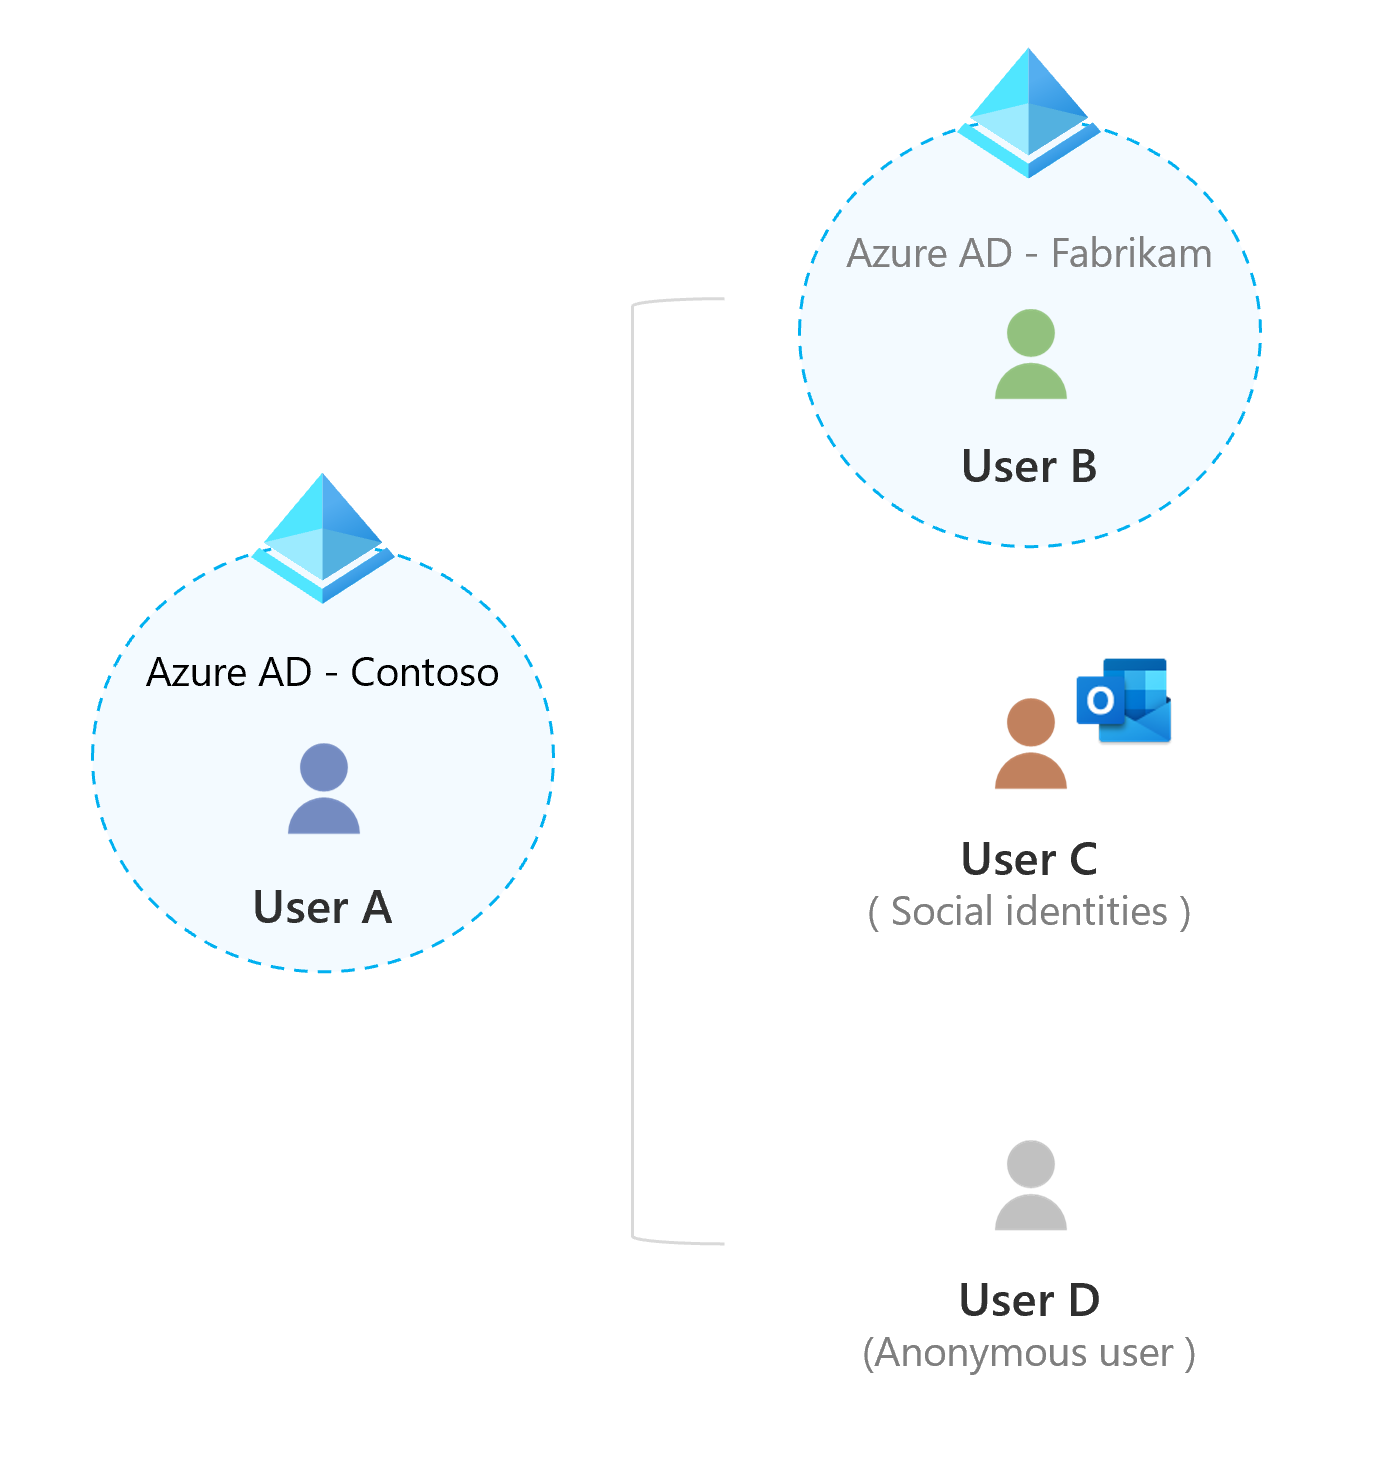 Azure AD - Fabrikam
User B
Azure AD - Contoso
User A
O
User C
( Social identities )
User D
(Anonymous user )